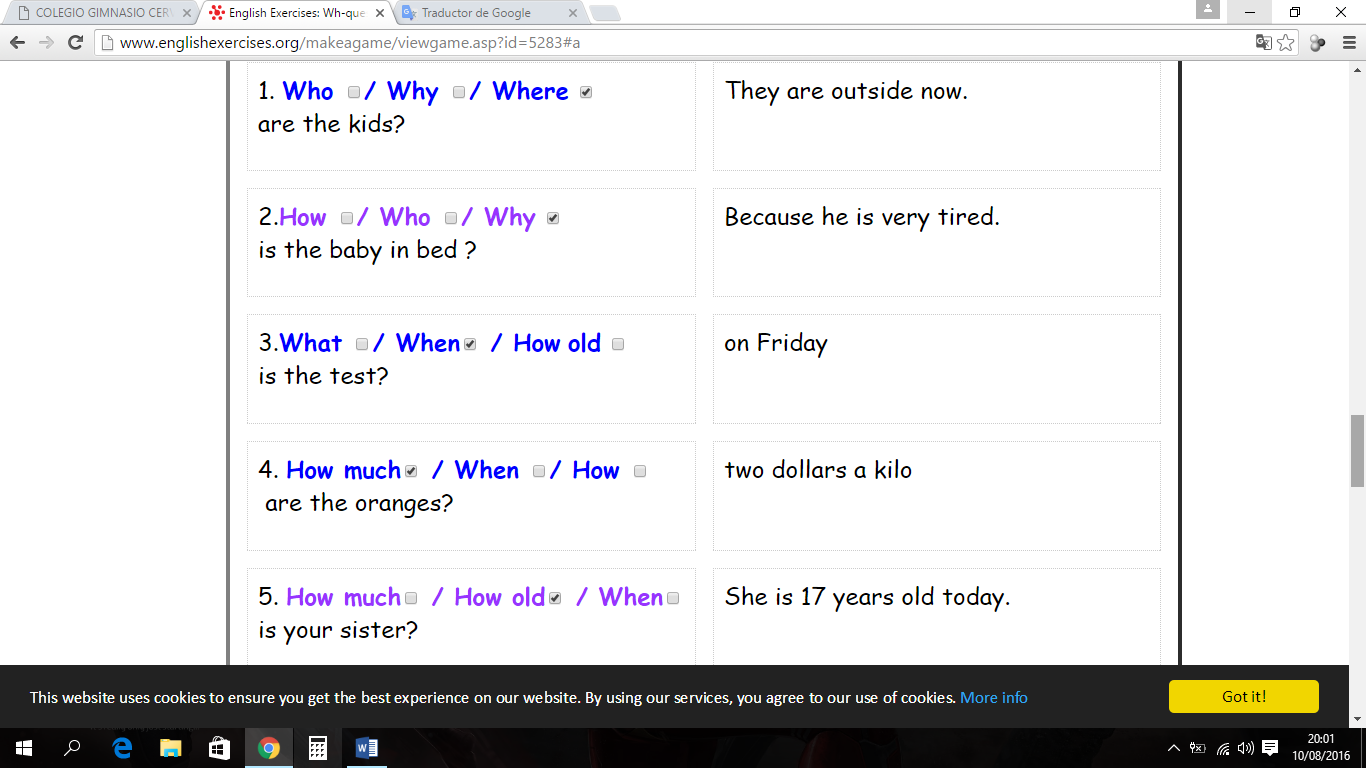 COLEGIO GIMNASIO CER
English Exercises: Wh-que
Traductor de Google
www.englishexercises.org/makeagame/viewgame.asp?id=5283#a
1. Who / Why / Where
are the kids?
They are outside now.
2.How / Who / Why
is the baby in bed ?
Because he is very tired.
3.What / When / How old
is the test?
on Friday
4. How much / When / How
are the oranges?
two dollars a kilo
5. How much / How old / When
is your sister?
She is 17 years old today.
This website uses cookies to ensure you get the best experience on our website. By using our services, you agree to our use of cookies. More info
Got it!
20:01
10/08/2016